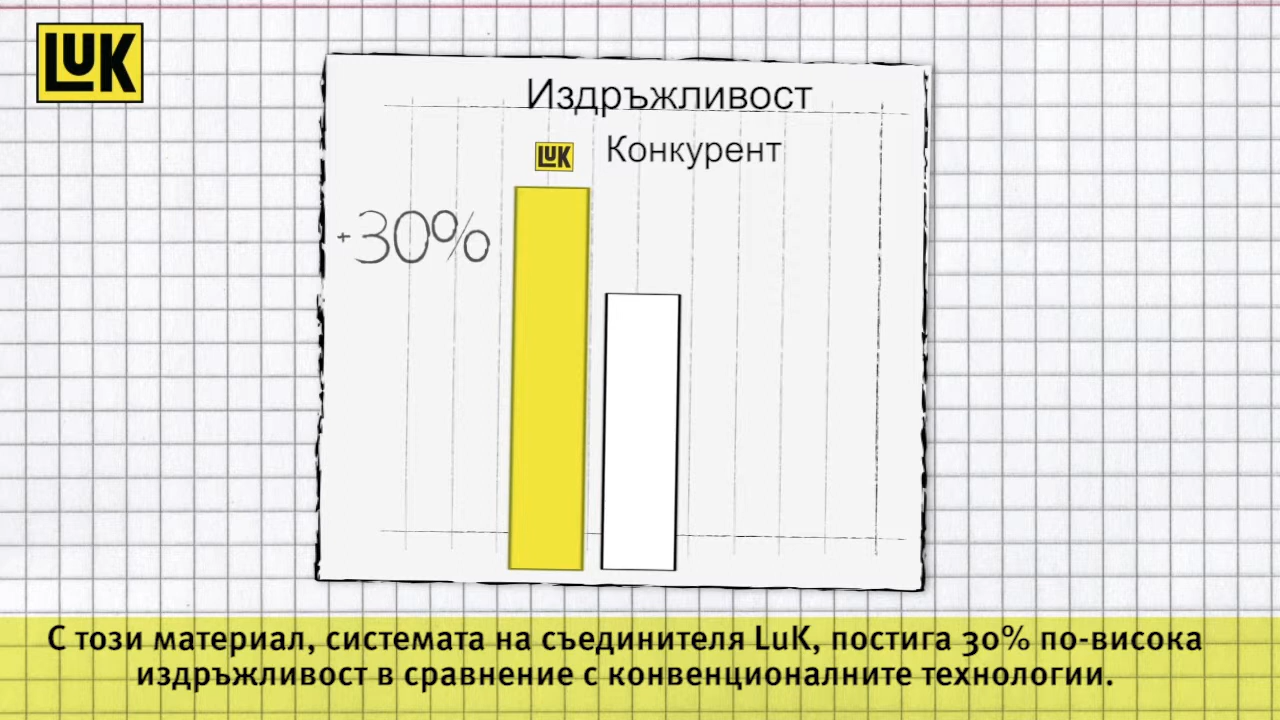 LuK
Издръжливост
LuK Конкурент
+30%
С този материал, системата на съединителя LuK, постига 30% по-висока
издръжливост в сравнение с конвенционалните технологии.